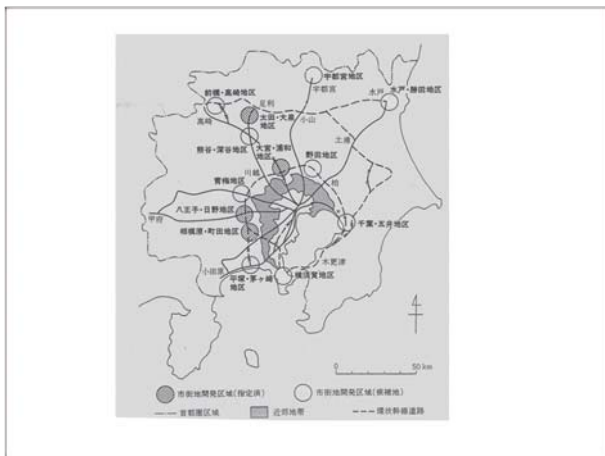 宇都宮地区
宇都宮
水戸
水戸・勝田地区
前橋・高崎地区
足利
太田・大泉
地区
高崎
小山
熊谷・深谷地区
大宮・浦和
地区
野田地区
土浦
川越
青梅地区
柏
八王子・日野地区
甲府
相模原・町田地区
千葉・五井地区
木更津
小田原
平塚・茅ヶ崎
地区
横須賀地区
0
50 km
市街地開発区域(指定済)
市街地開発区域(候補地)
首都圏区域
近郊地帯
環状幹線道路